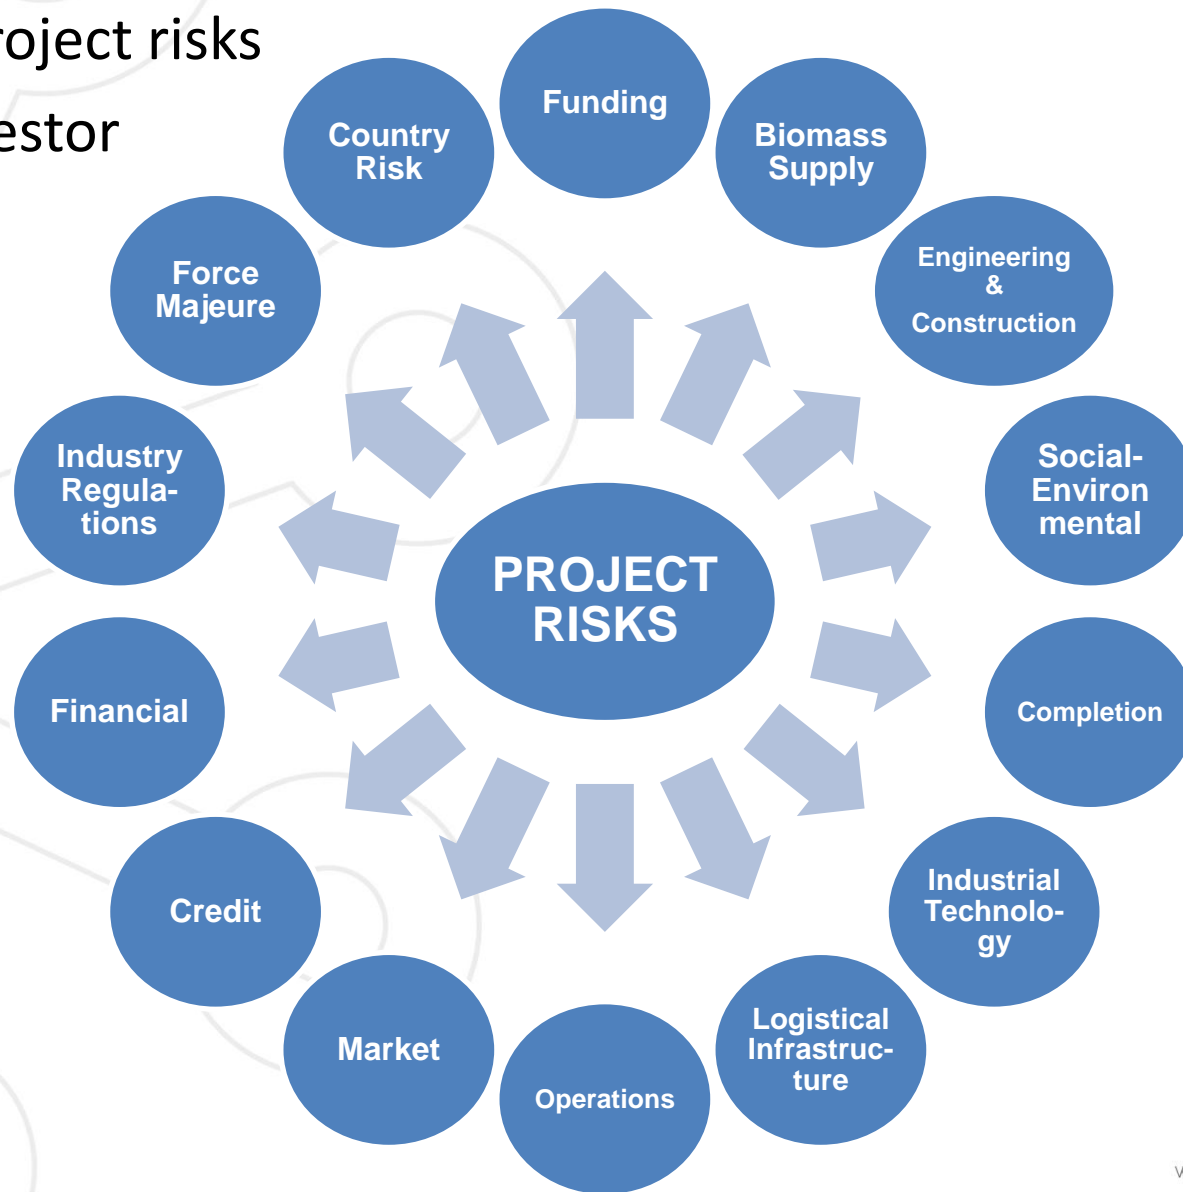 roject risks
estor
Funding
Biomass
Supply
Engineering
&
Construction
Social-
Environ
mental
Completion
Industrial
Technolo-
gy
Logistical
Infrastruc-
ture
Operations
Market
Credit
Financial
Industry
Regula-
tions
Force
Majeure
Country
Risk
PROJECT
RISKS
V